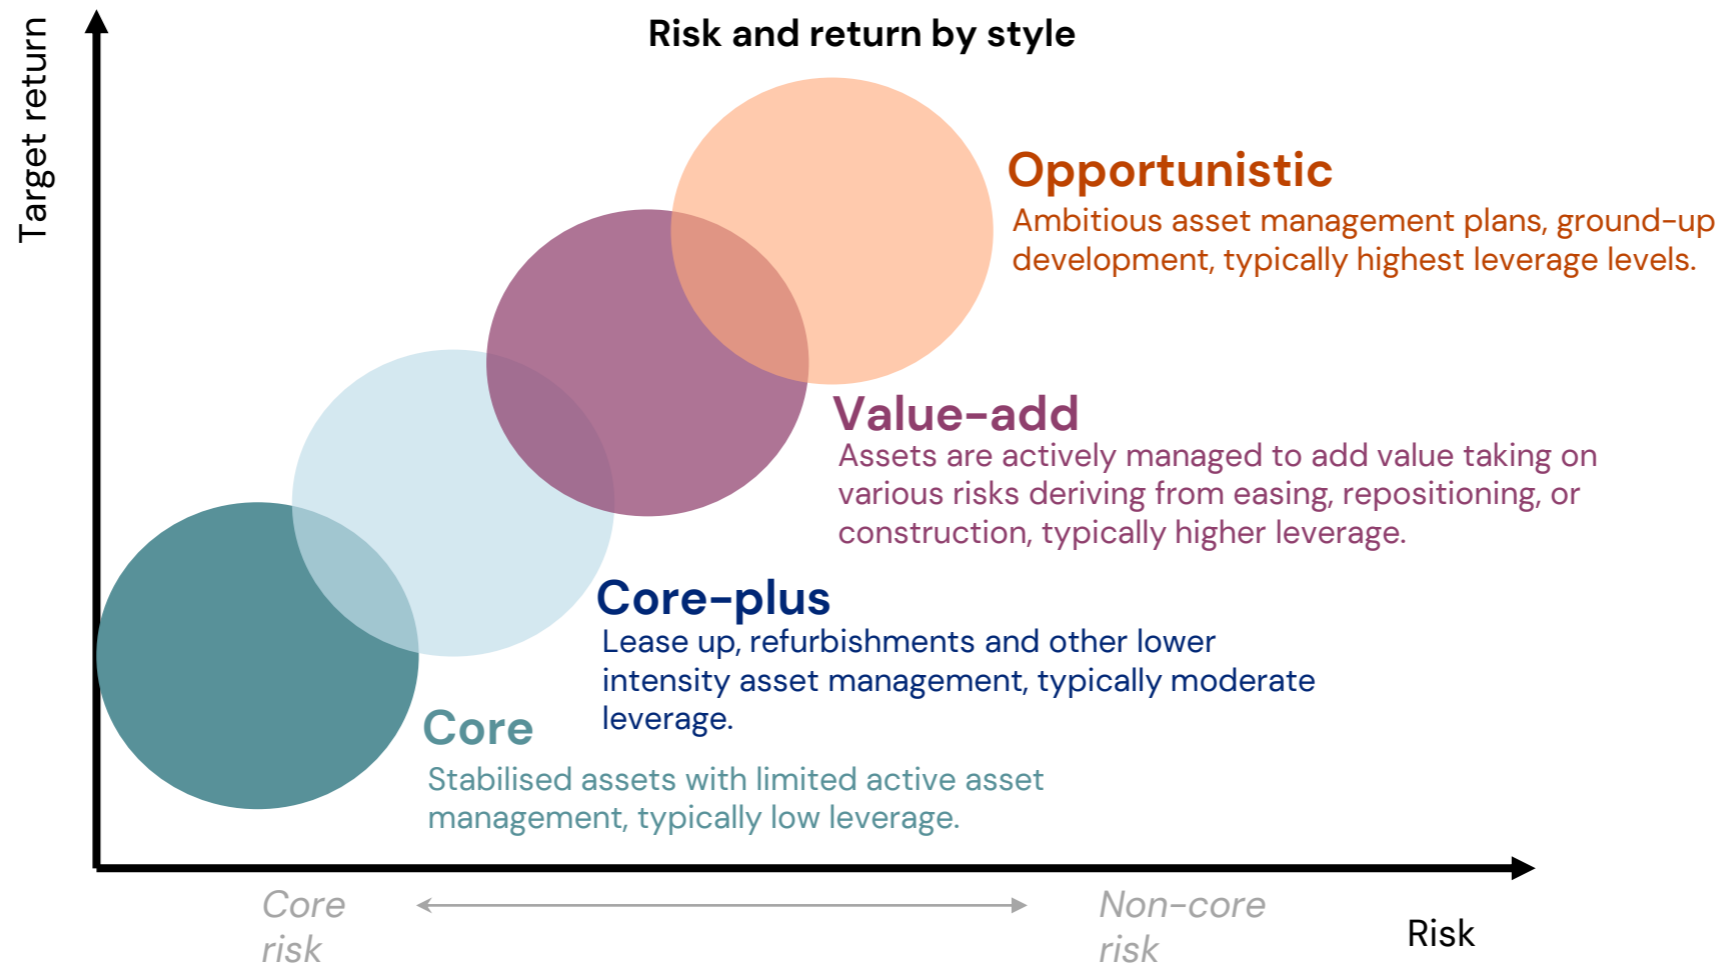 Risk and return by style
Target return
Opportunistic
Ambitious asset management plans, ground-up
development, typically highest leverage levels.
Value-add
Assets are actively managed to add value taking on
various risks deriving from easing, repositioning, or
construction, typically higher leverage.
Core-plus
Lease up, refurbishments and other lower
intensity asset management, typically moderate
leverage.
Core
Stabilised assets with limited active asset
management, typically low leverage.
Core
risk
Non-core
risk
Risk